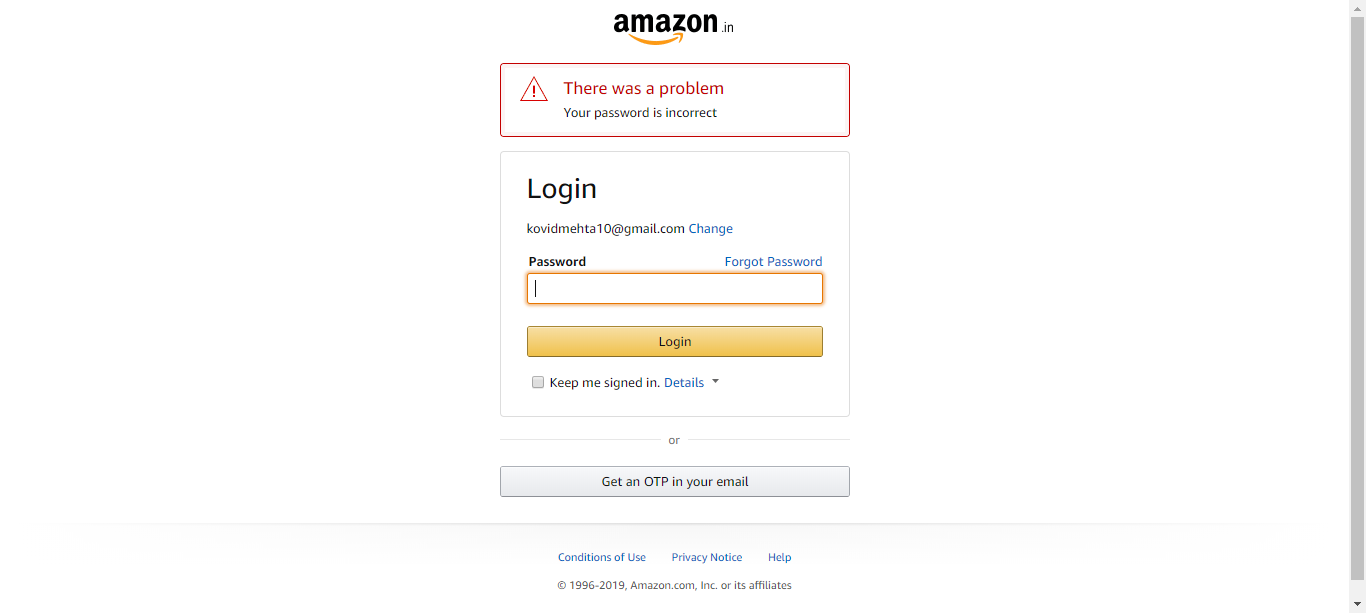 amazon.in
There was a problem
Your password is incorrect
Login
kovidmehta10@gmail.com Change
Password Forgot Password
Login
Keep me signed in. Details
or
Get an OTP in your email
Conditions of Use Privacy Notice Help
© 1996-2019, Amazon.com, Inc. or its affiliates